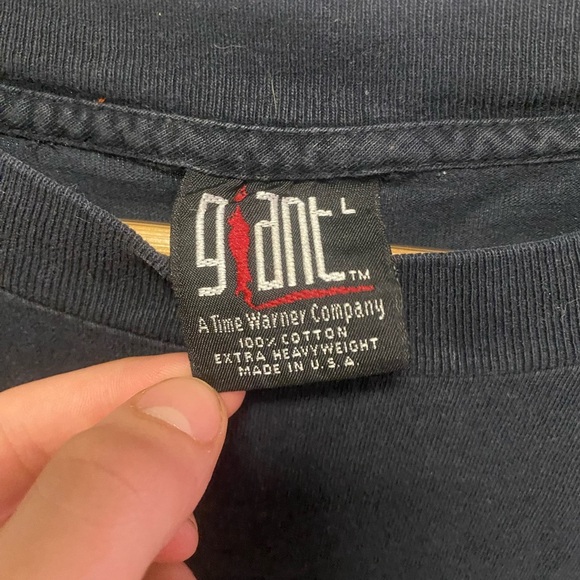 giant L
TM
A Time Warner Company
100% COTTON
EXTRA HEAVYWEIGHT
MADE IN U.S.A.